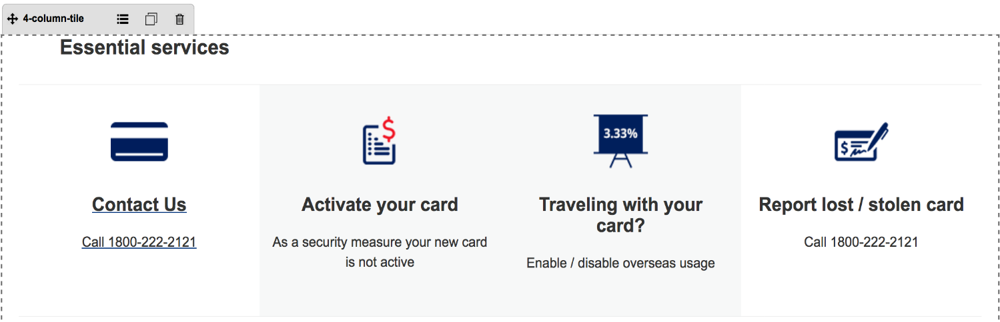 4-column-tile
Essential services
$
3.33%
$
Contact Us
Activate your card
Traveling with your
card?
Report lost / stolen card
Call 1800-222-2121
As a security measure your new card
is not active
Enable / disable overseas usage
Call 1800-222-2121